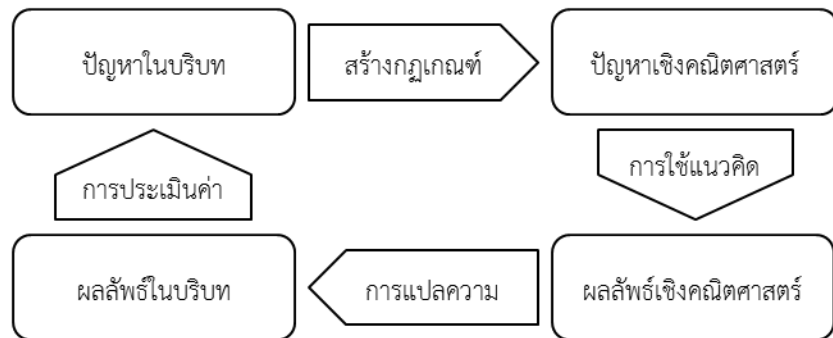 ปัญหาในบริบท
สร้างกฎเกณฑ์
ปัญหาเชิงคณิตศาสตร์
การประเมินค่า
การใช้แนวคิด
ผลลัพธ์ในบริบท
การแปลความ
ผลลัพธ์เชิงคณิตศาสตร์